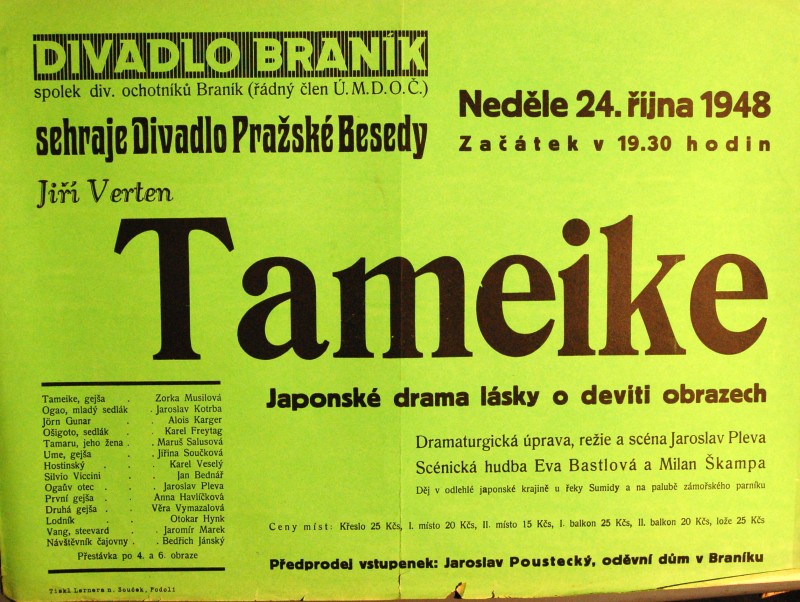 DIVADLO BRANÍK
spolek div. ochotníků Braník (řádný člen Ú.M.D.O.Č.)
sehraje Divadlo Pražské Besedy
Neděle 24. října 1948
Začátek v 19.30 hodin
Jiří Verten
Tameike
Japonské drama lásky o devíti obrazech
Tameike, gejša . Zorka Musilová
Ogao, mladý sedlák . Jaroslav Kotrba
Jörn Gunar . Alois Karger
Ošigoto, sedlák . Karel Freytag
Tamaru, jeho žena . Maruš Salusová
Ume, gejša . . Jiřina Součková
Hostinský . . Karel Veselý
Silvio Viccini . . Jan Bednář
Ogaův otec . . Jaroslav Pleva
První gejša . . Anna Havlíčková
Druhá gejša . . Věra Vymazalová
Lodník . . Otokar Hynk
Vang, steevard . Jaromír Marek
Návštěvník čajovny . Bedřich Jánský
Přestávka po 4. a 6. obraze
Dramaturgická úprava, režie a scéna Jaroslav Pleva
Scénická hudba Eva Bastlová a Milan Škampa
Děj v odlehlé japonské krajině u řeky Sumidy a na palubě zámořského parníku
Ceny míst: Křeslo 25 Kčs, I. místo 20 Kčs, II. místo 15 Kčs, I. balkon 25 Kčs, II. balkon 20 Kčs, lože 25 Kčs
Předprodej vstupenek: Jaroslav Poustecký, oděvní dům v Braníku
Tiskl Lernera n. Souček, Podolí